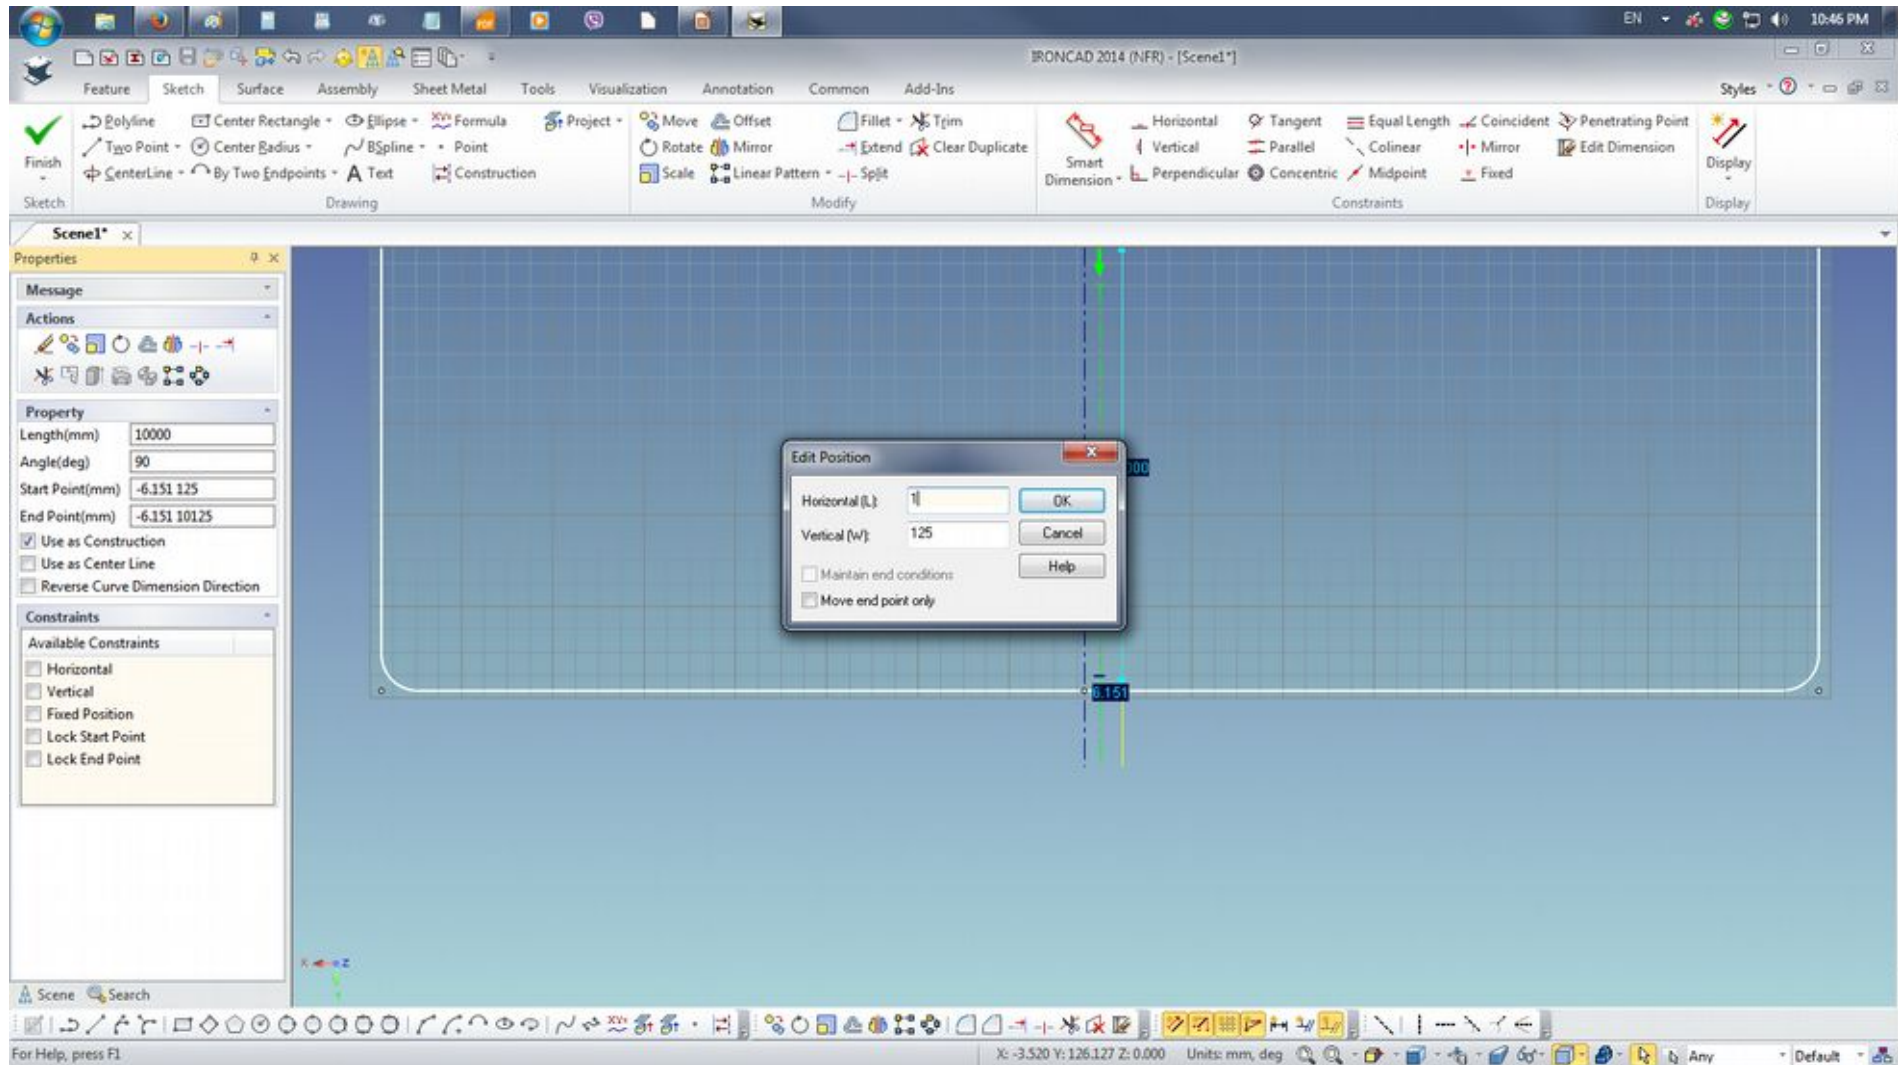 EN 10:46 PM
IRONCAD 2014 (NFR) - [Scene1*]
Feature Sketch Surface Assembly Sheet Metal Tools Visualization Annotation Common Add-Ins Styles
Polyline Center Rectangle Ellipse Formula Project Move Offset Fillet Trim Horizontal Tangent Equal Length Coincident Penetrating Point
Two Point Center Radius BSpline Point Rotate Mirror Extend Clear Duplicate Vertical Parallel Colinear Mirror Edit Dimension
Finish Smart Dimension Display
CenterLine By Two Endpoints A Text Construction Scale Linear Pattern Split Perpendicular Concentric Midpoint Fixed
Sketch Drawing Modify Constraints Display
Scene1*
Properties
Message
Actions
Property
Length(mm) 10000
Angle(deg) 90
Start Point(mm) -6.151 125
End Point(mm) -6.151 10125
Use as Construction
Use as Center Line
Reverse Curve Dimension Direction
Constraints
Available Constraints
Horizontal
Vertical
Fixed Position
Lock Start Point
Lock End Point
Edit Position
000
Horizontal (L): 1 OK
Vertical (W): 125 Cancel
Maintain end conditions Help
Move end point only
6.151
X Z
Scene Search
For Help, press F1 X: -3.520 Y: 126.127 Z: 0.000 Units: mm, deg Any Default